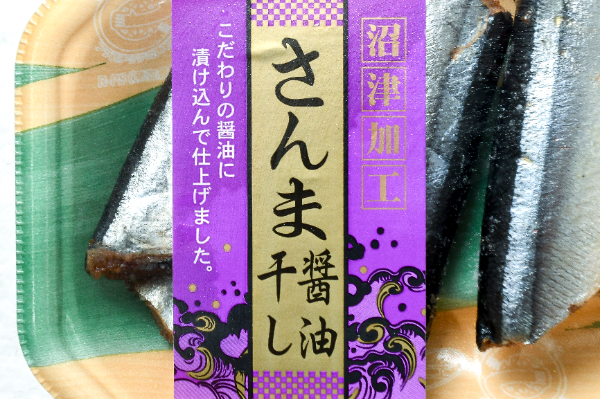 沼津加工
さんま
醤油
干し
こだわりの醤油に
漬け込んで仕上げました。